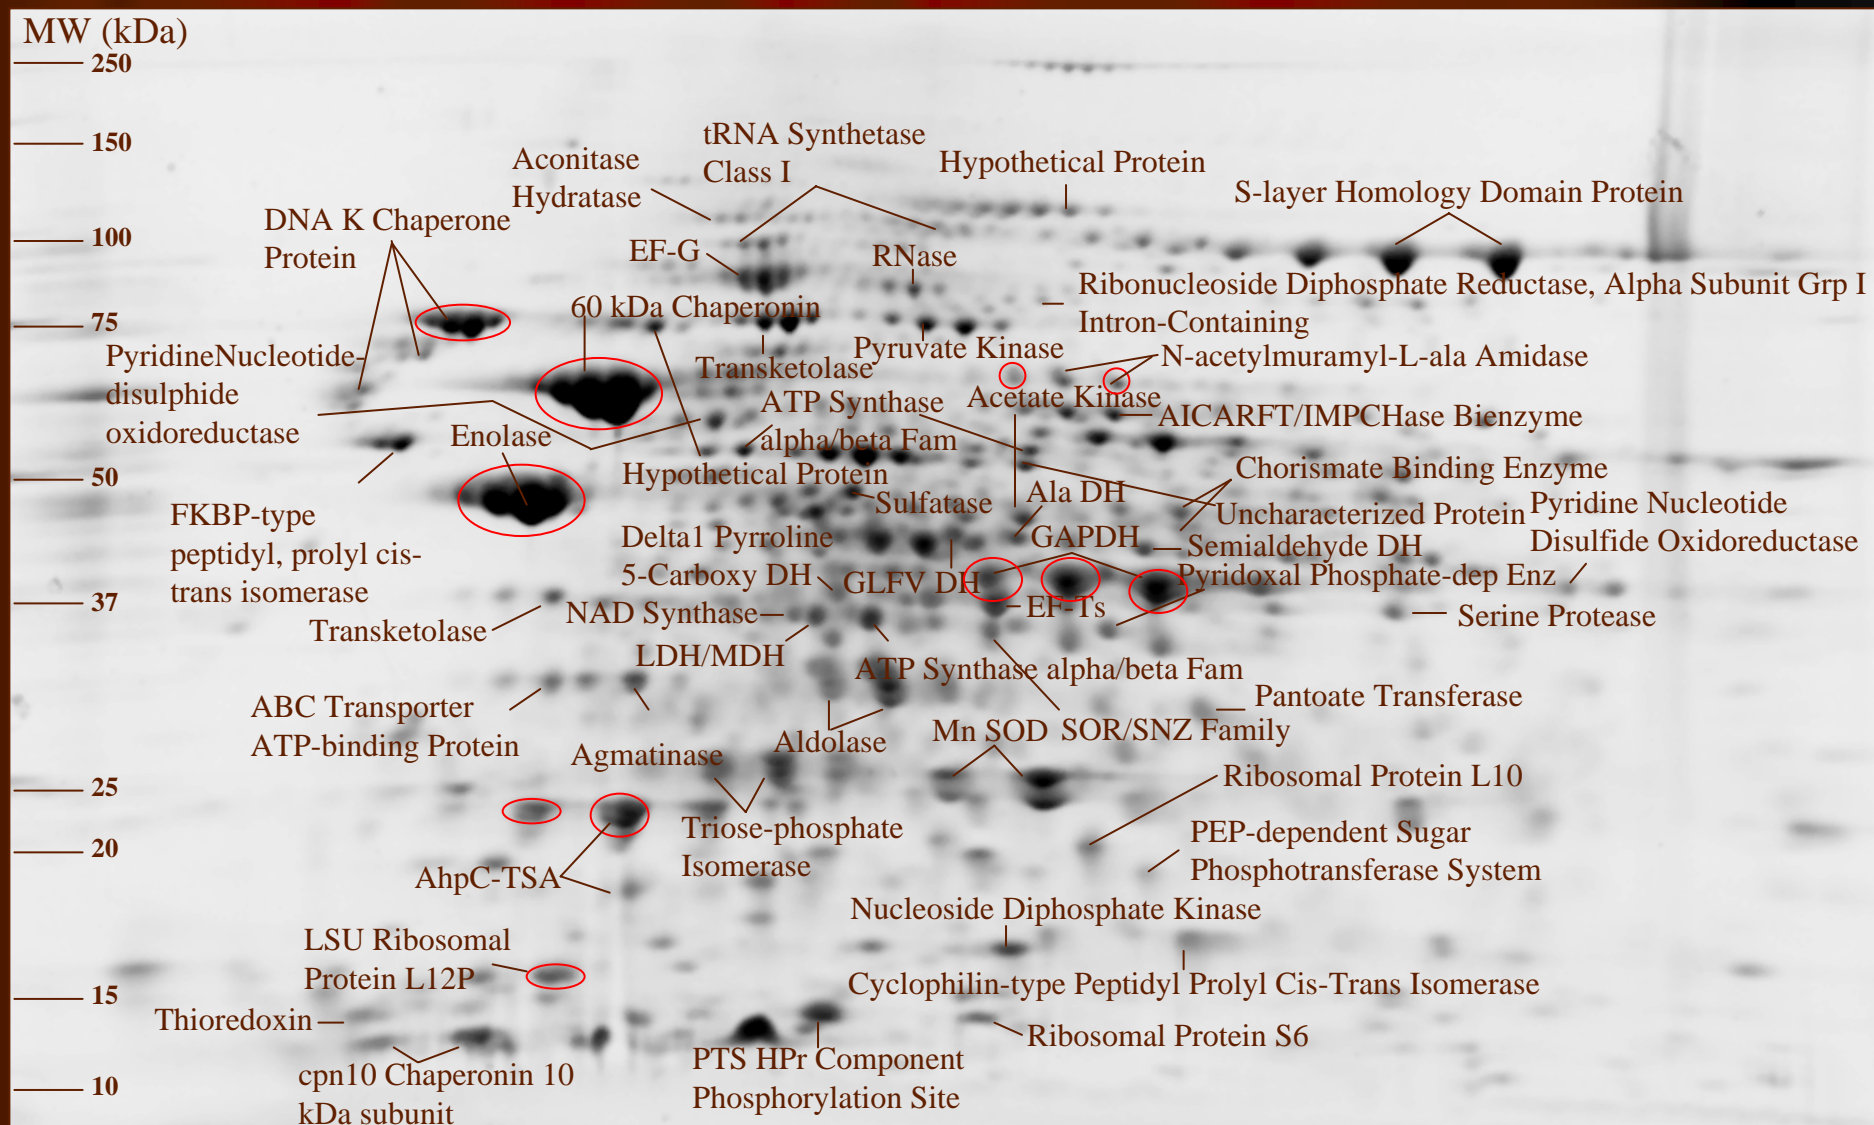 MW (kDa)
250
150
100
75
50
37
25
20
15
10
tRNA Synthetase
Class I
Aconitase
Hydratase
Hypothetical Protein
S-layer Homology Domain Protein
DNA K Chaperone
Protein
EF-G
RNase
Ribonucleoside Diphosphate Reductase, Alpha Subunit Grp I
Intron-Containing
60 kDa Chaperonin
PyridineNucleotide-
disulphide
oxidoreductase
Transketolase
Pyruvate Kinase
N-acetylmuramyl-L-ala Amidase
Acetate Kinase
ATP Synthase
alpha/beta Fam
AICARFT/IMPCHase Bienzyme
Enolase
Hypothetical Protein
Chorismate Binding Enzyme
Sulfatase
Ala DH
Uncharacterized Protein
Pyridine Nucleotide
Disulfide Oxidoreductase
FKBP-type
peptidyl, prolyl cis-
trans isomerase
Delta1 Pyrroline
5-Carboxy DH
GAPDH
Semialdehyde DH
GLFV DH
Pyridoxal Phosphate-dep Enz
NAD Synthase
EF-Ts
Serine Protease
Transketolase
LDH/MDH
ATP Synthase alpha/beta Fam
Pantoate Transferase
ABC Transporter
ATP-binding Protein
Agmatinase
Aldolase
Mn SOD
SOR/SNZ Family
Ribosomal Protein L10
Triose-phosphate
Isomerase
PEP-dependent Sugar
Phosphotransferase System
AhpC-TSA
Nucleoside Diphosphate Kinase
LSU Ribosomal
Protein L12P
Cyclophilin-type Peptidyl Prolyl Cis-Trans Isomerase
Thioredoxin
Ribosomal Protein S6
PTS HPr Component
Phosphorylation Site
cpn10 Chaperonin 10
kDa subunit